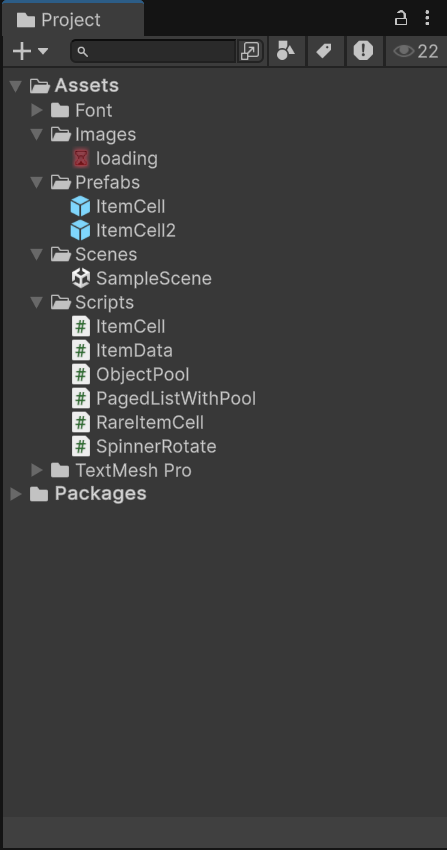 Project
22
Assets
Font
Images
loading
Prefabs
ItemCell
ItemCell2
Scenes
SampleScene
Scripts
# ItemCell
# ItemData
# ObjectPool
# PagedListWithPool
# RareItemCell
# SpinnerRotate
TextMesh Pro
Packages